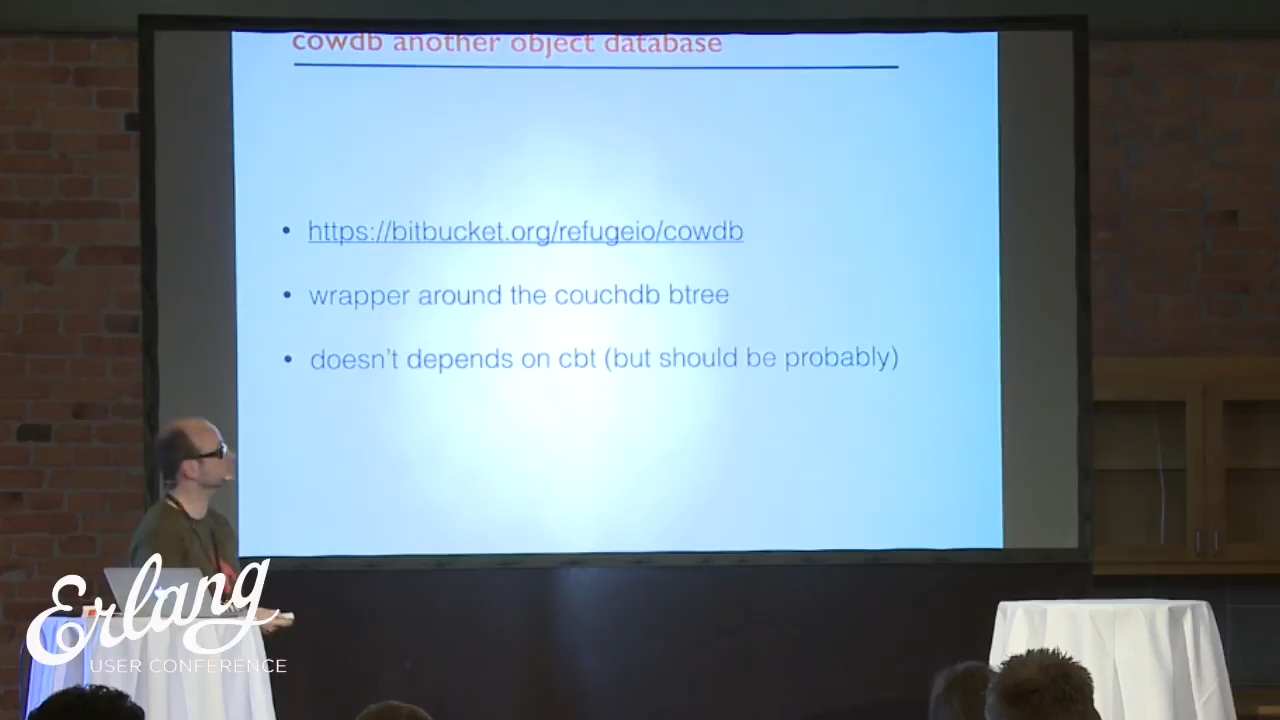 cowdb another object database
https://bitbucket.org/refugeio/cowdb
wrapper around the couchdb btree
doesn't depends on cbt (but should be probably)
Erlang
USER CONFERENCE